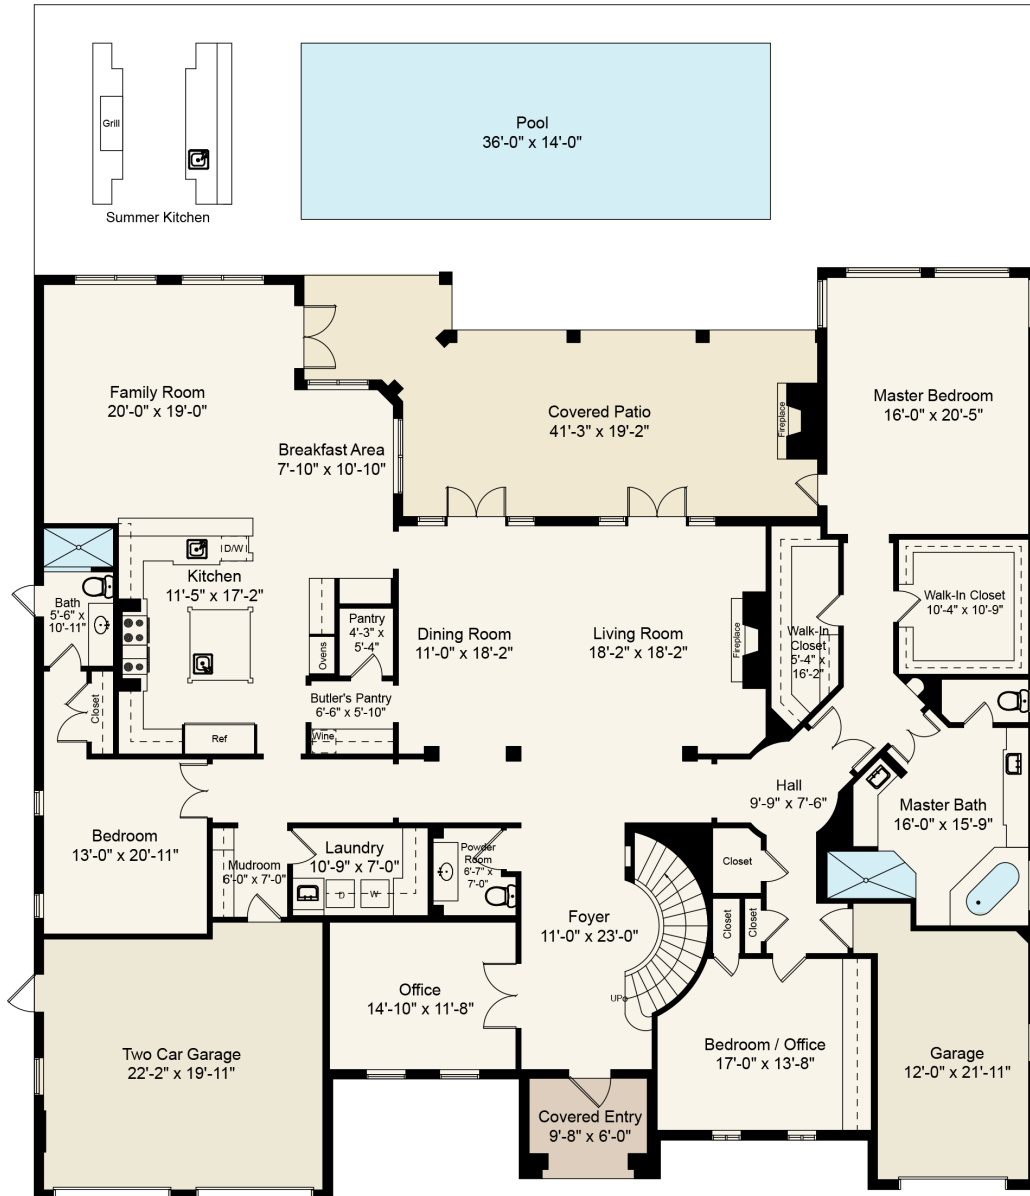 Pool
36'-0" x 14'-0"
Grill
Summer Kitchen
Family Room
20'-0" x 19'-0"
Master Bedroom
16'-0" x 20'-5"
Covered Patio
41'-3" x 19'-2"
Fireplace
Breakfast Area
7'-10" x 10'-10"
D/W
Kitchen
11'-5" x 17'-2"
Walk-In Closet
10'-4" x 10'-9"
Bath
5'-6" x
10'-11"
Pantry
4'-3" x
5'-4"
Dining Room
11'-0" x 18'-2"
Living Room
18'-2" x 18'-2"
Fireplace
Walk-In
Closet
5'-4" x
16'-2"
Ovens
Closet
Butler's Pantry
6'-6" x 5'-10"
Ref
Wine
Hall
9'-9" x 7'-6"
Master Bath
16'-0" x 15'-9"
Bedroom
13'-0" x 20'-11"
Mudroom
6'-0" x 7'-0"
Laundry
10'-9" x 7'-0"
D
W
Powder
Room
6'-7" x
7'-0"
Closet
Foyer
11'-0" x 23'-0"
Closet
Closet
Office
14'-10" x 11'-8"
UP
Bedroom / Office
17'-0" x 13'-8"
Two Car Garage
22'-2" x 19'-11"
Garage
12'-0" x 21'-11"
Covered Entry
9'-8" x 6'-0"